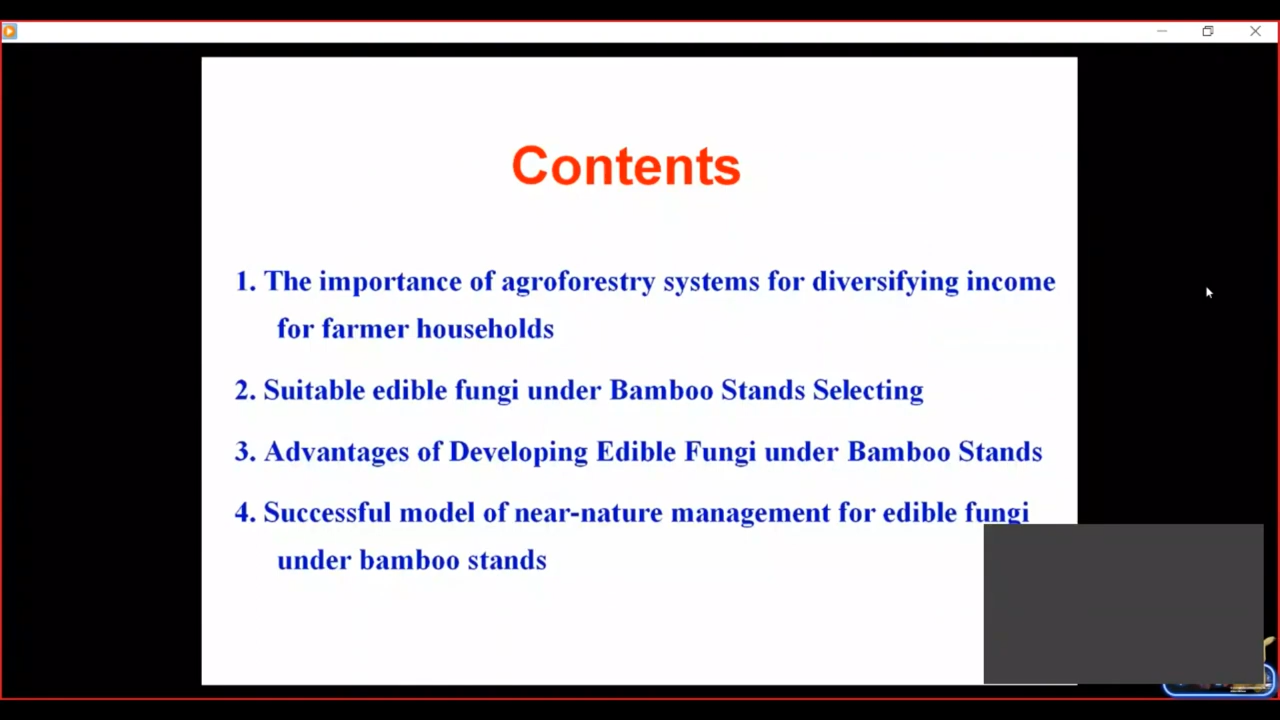 Contents
1. The importance of agroforestry systems for diversifying income
for farmer households
2. Suitable edible fungi under Bamboo Stands Selecting
3. Advantages of Developing Edible Fungi under Bamboo Stands
4. Successful model of near-nature management for edible fungi
under bamboo stands